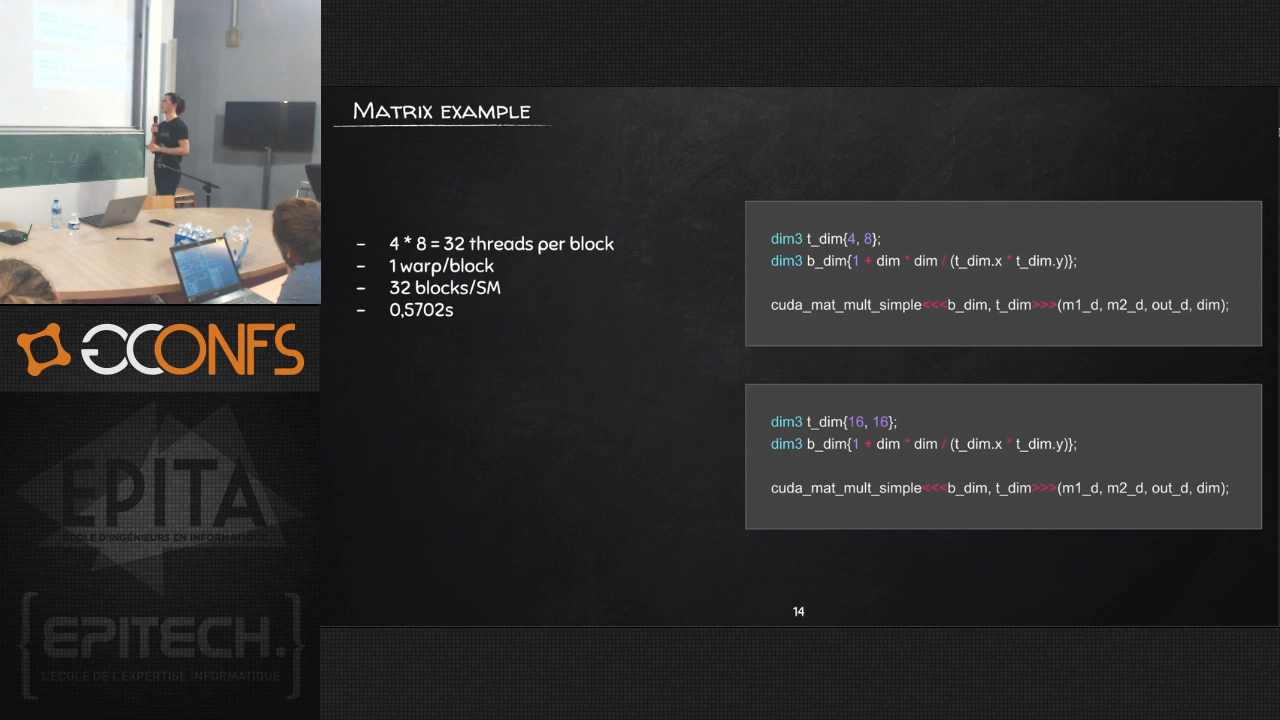 MATRIX EXAMPLE
- 4 * 8 = 32 threads per block
- 1 warp/block
- 32 blocks/SM
- 0,5702s
dim3 t_dim{4, 8};
dim3 b_dim{1 + dim * dim / (t_dim.x * t_dim.y)};
cuda_mat_mult_simple<<<b_dim, t_dim>>>(m1_d, m2_d, out_d, dim);
dim3 t_dim{16, 16};
dim3 b_dim{1 + dim * dim / (t_dim.x * t_dim.y)};
cuda_mat_mult_simple<<<b_dim, t_dim>>>(m1_d, m2_d, out_d, dim);
14
GCONFS
EPITA
ÉCOLE D'INGÉNIEURS EN INFORMATIQUE
{EPITECH.}
L'ÉCOLE DE L'EXPERTISE INFORMATIQUE